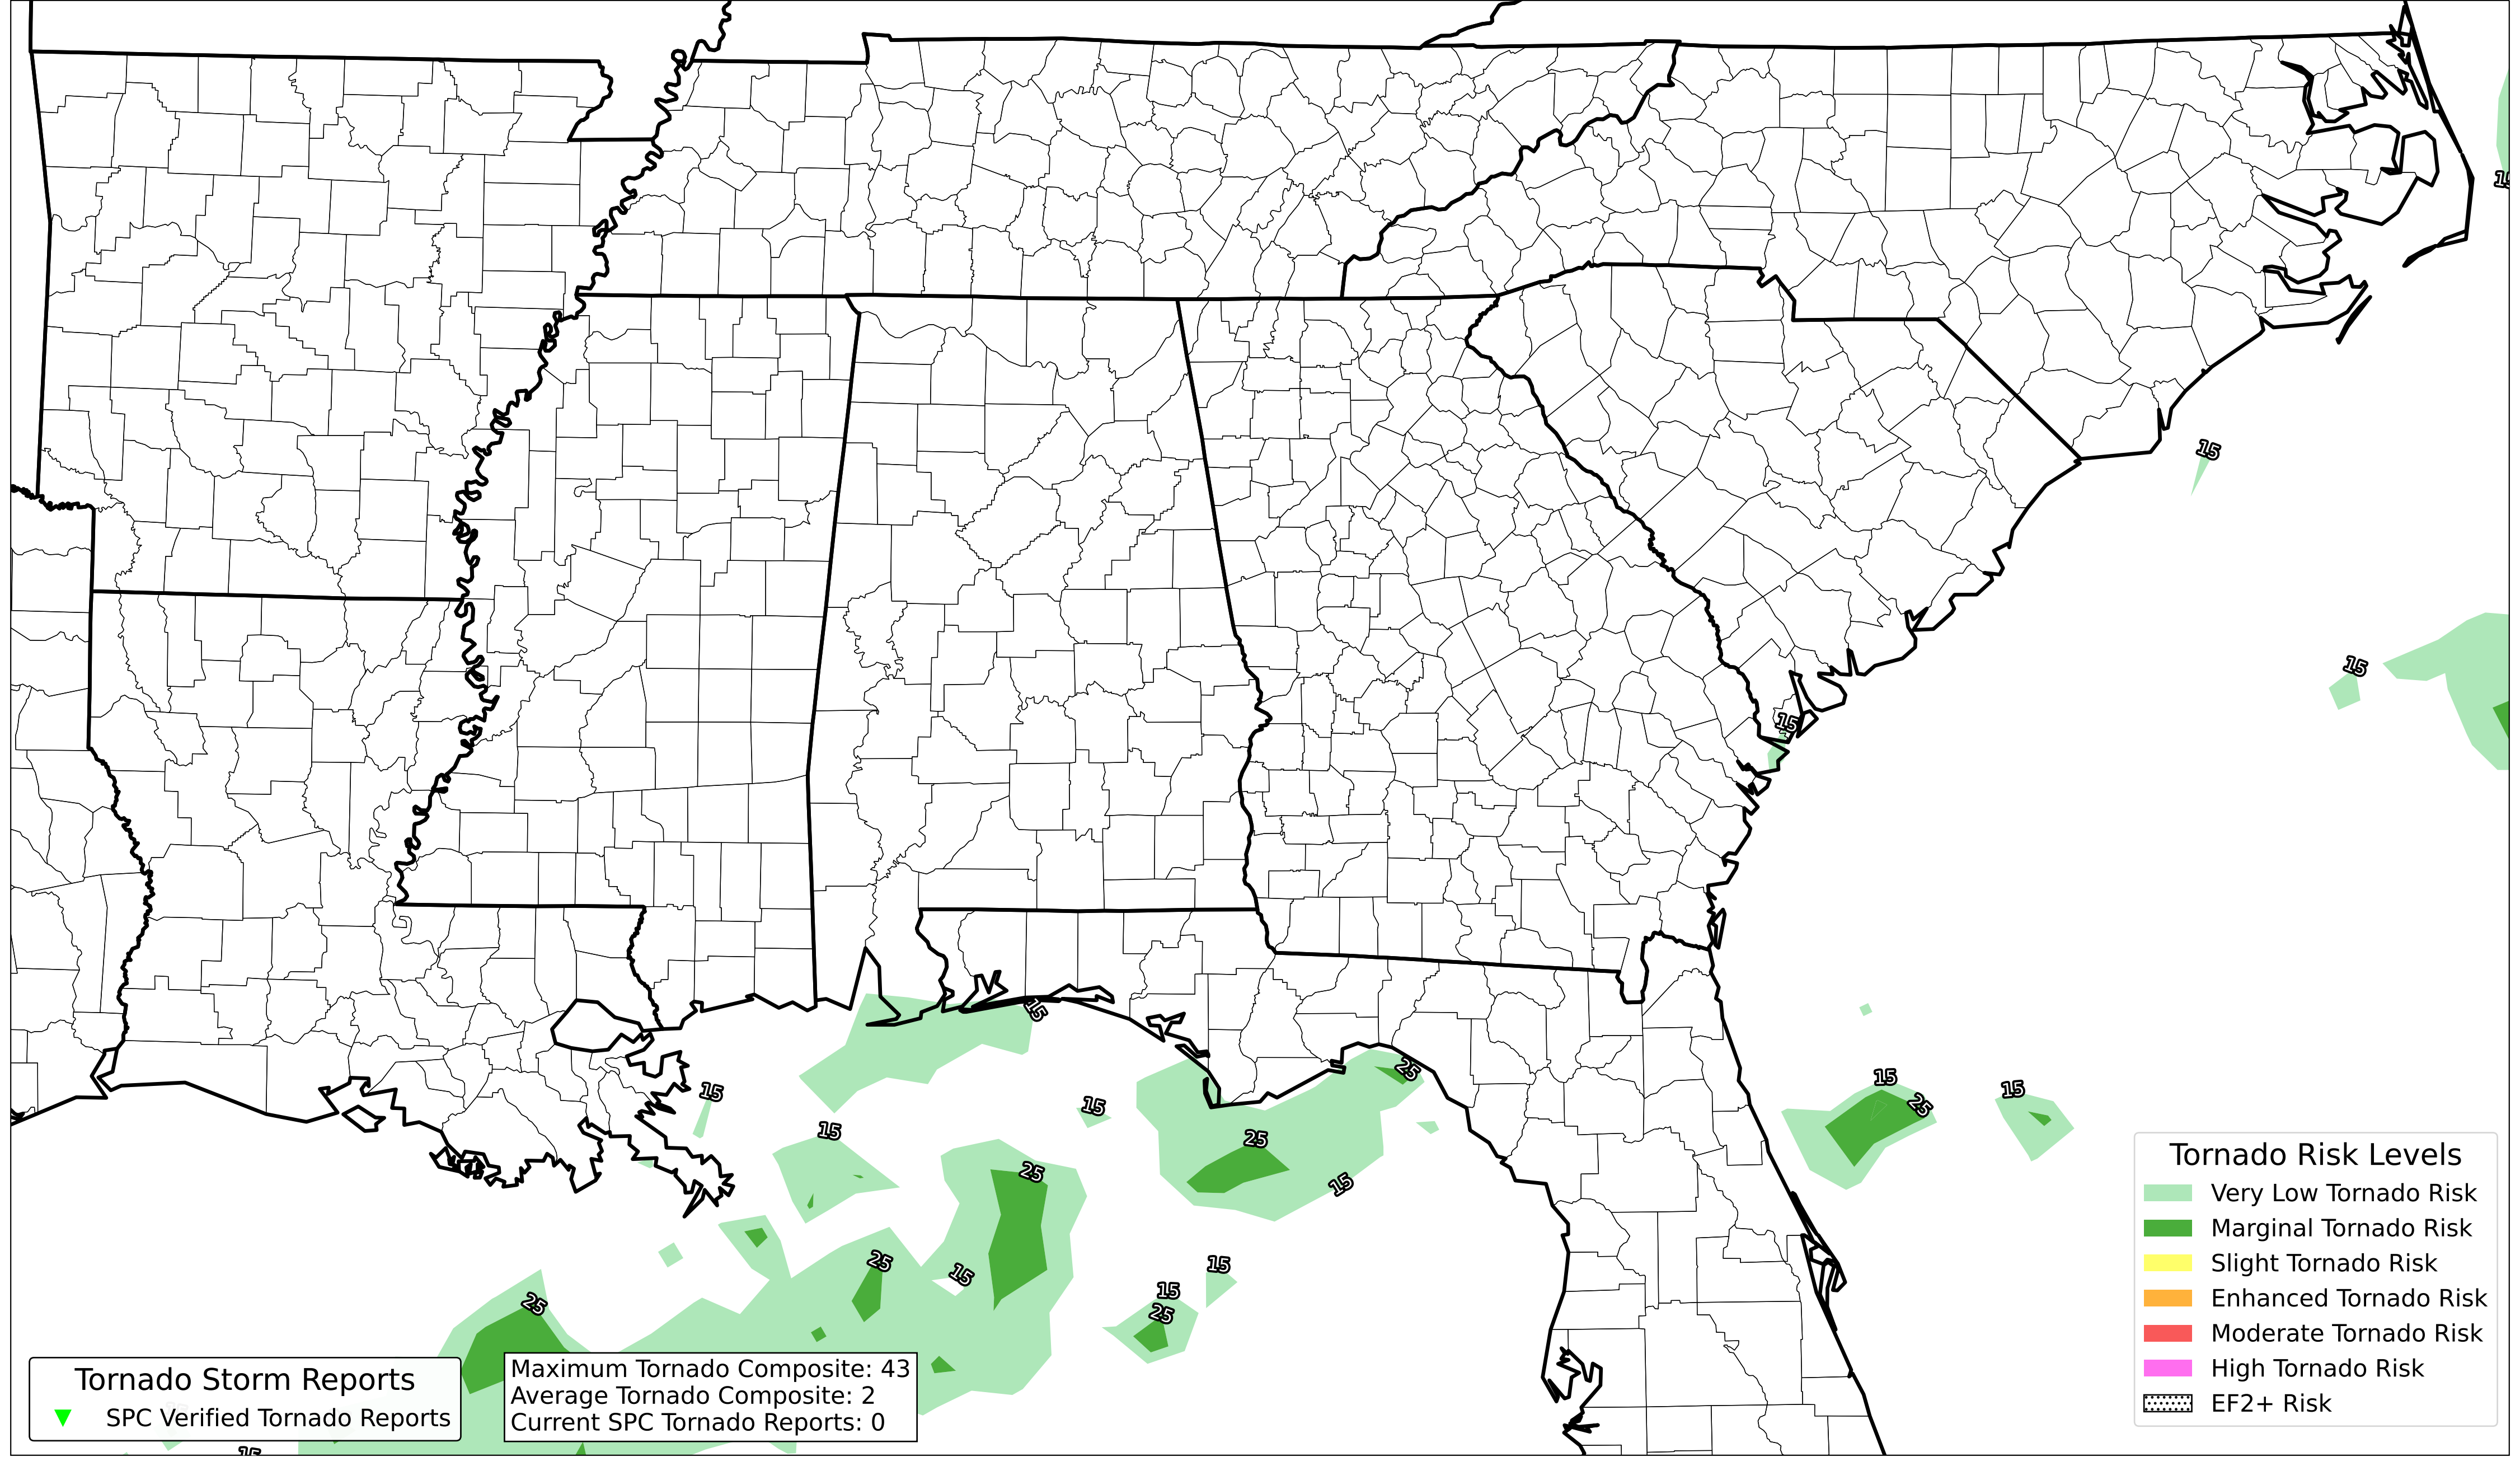 15
15
15
15
15
25
15
15
15
15
25
15
25
25
15
15
25
15
15
25
25
15
Tornado Risk Levels
Very Low Tornado Risk
Marginal Tornado Risk
Slight Tornado Risk
Enhanced Tornado Risk
Moderate Tornado Risk
High Tornado Risk
EF2+ Risk
Tornado Storm Reports
SPC Verified Tornado Reports
Maximum Tornado Composite: 43
Average Tornado Composite: 2
Current SPC Tornado Reports: 0
15